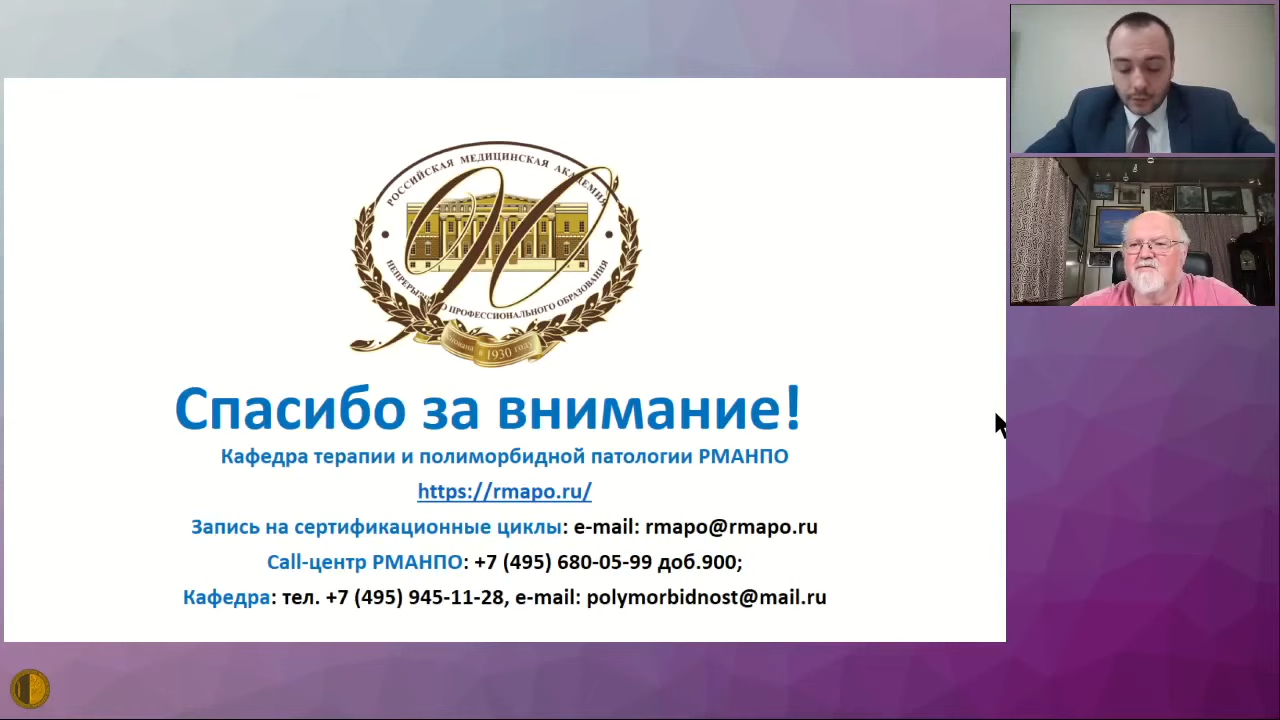 РОССИЙСКАЯ МЕДИЦИНСКАЯ АКАДЕМИЯ
ПРОФЕССИОНАЛЬНОГО ОБРАЗОВАНИЯ
в 1930 году
Спасибо за внимание!
Кафедра терапии и полиморбидной патологии РМАНПО
https://rmapo.ru/
Запись на сертификационные циклы: e-mail: rmapo@rmapo.ru
Call-центр РМАНПО: +7 (495) 680-05-99 доб.900;
Кафедра: тел. +7 (495) 945-11-28, e-mail: polymorbidnost@mail.ru